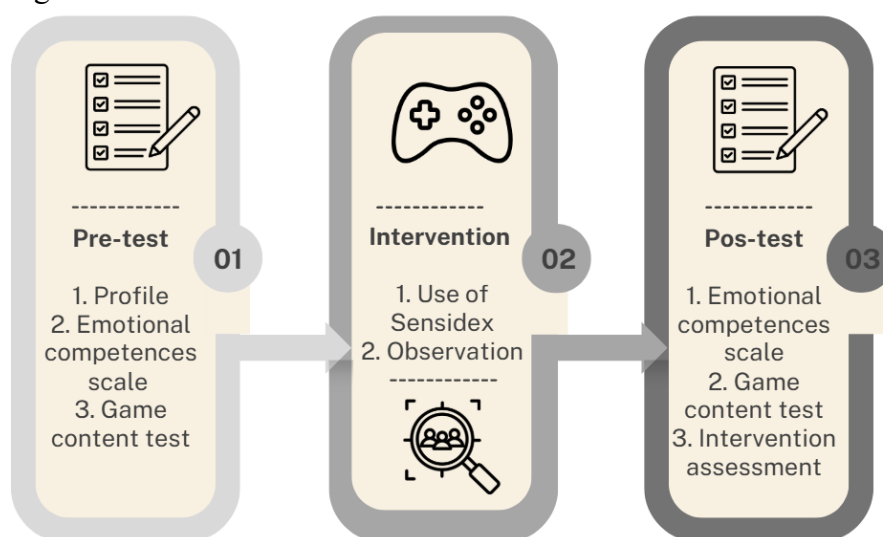 Pre-test
01
1. Profile
2. Emotional
competences
scale
3. Game
content test
Intervention
02
1. Use of
Sensidex
2. Observation
Pos-test
03
1. Emotional
competences
scale
2. Game
content test
3. Intervention
assessment